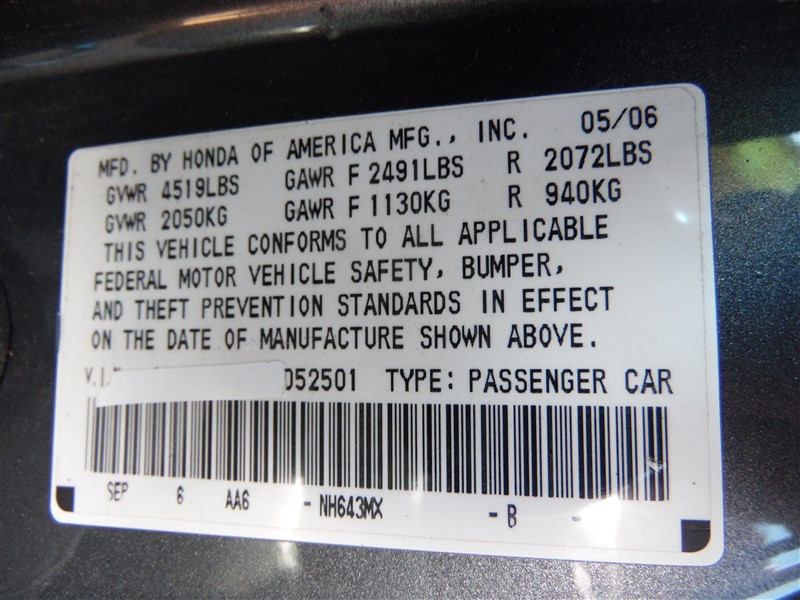 MFD. BY HONDA OF AMERICA MFG., INC. 05/06
GVWR 4519LBS GAWR F 2491LBS R 2072LBS
GVWR 2050KG GAWR F 1130KG R 940KG
THIS VEHICLE CONFORMS TO ALL APPLICABLE
FEDERAL MOTOR VEHICLE SAFETY, BUMPER,
AND THEFT PREVENTION STANDARDS IN EFFECT
ON THE DATE OF MANUFACTURE SHOWN ABOVE.
V.I. 052501 TYPE: PASSENGER CAR
SEP 6 AA6 - NH643MX - B -